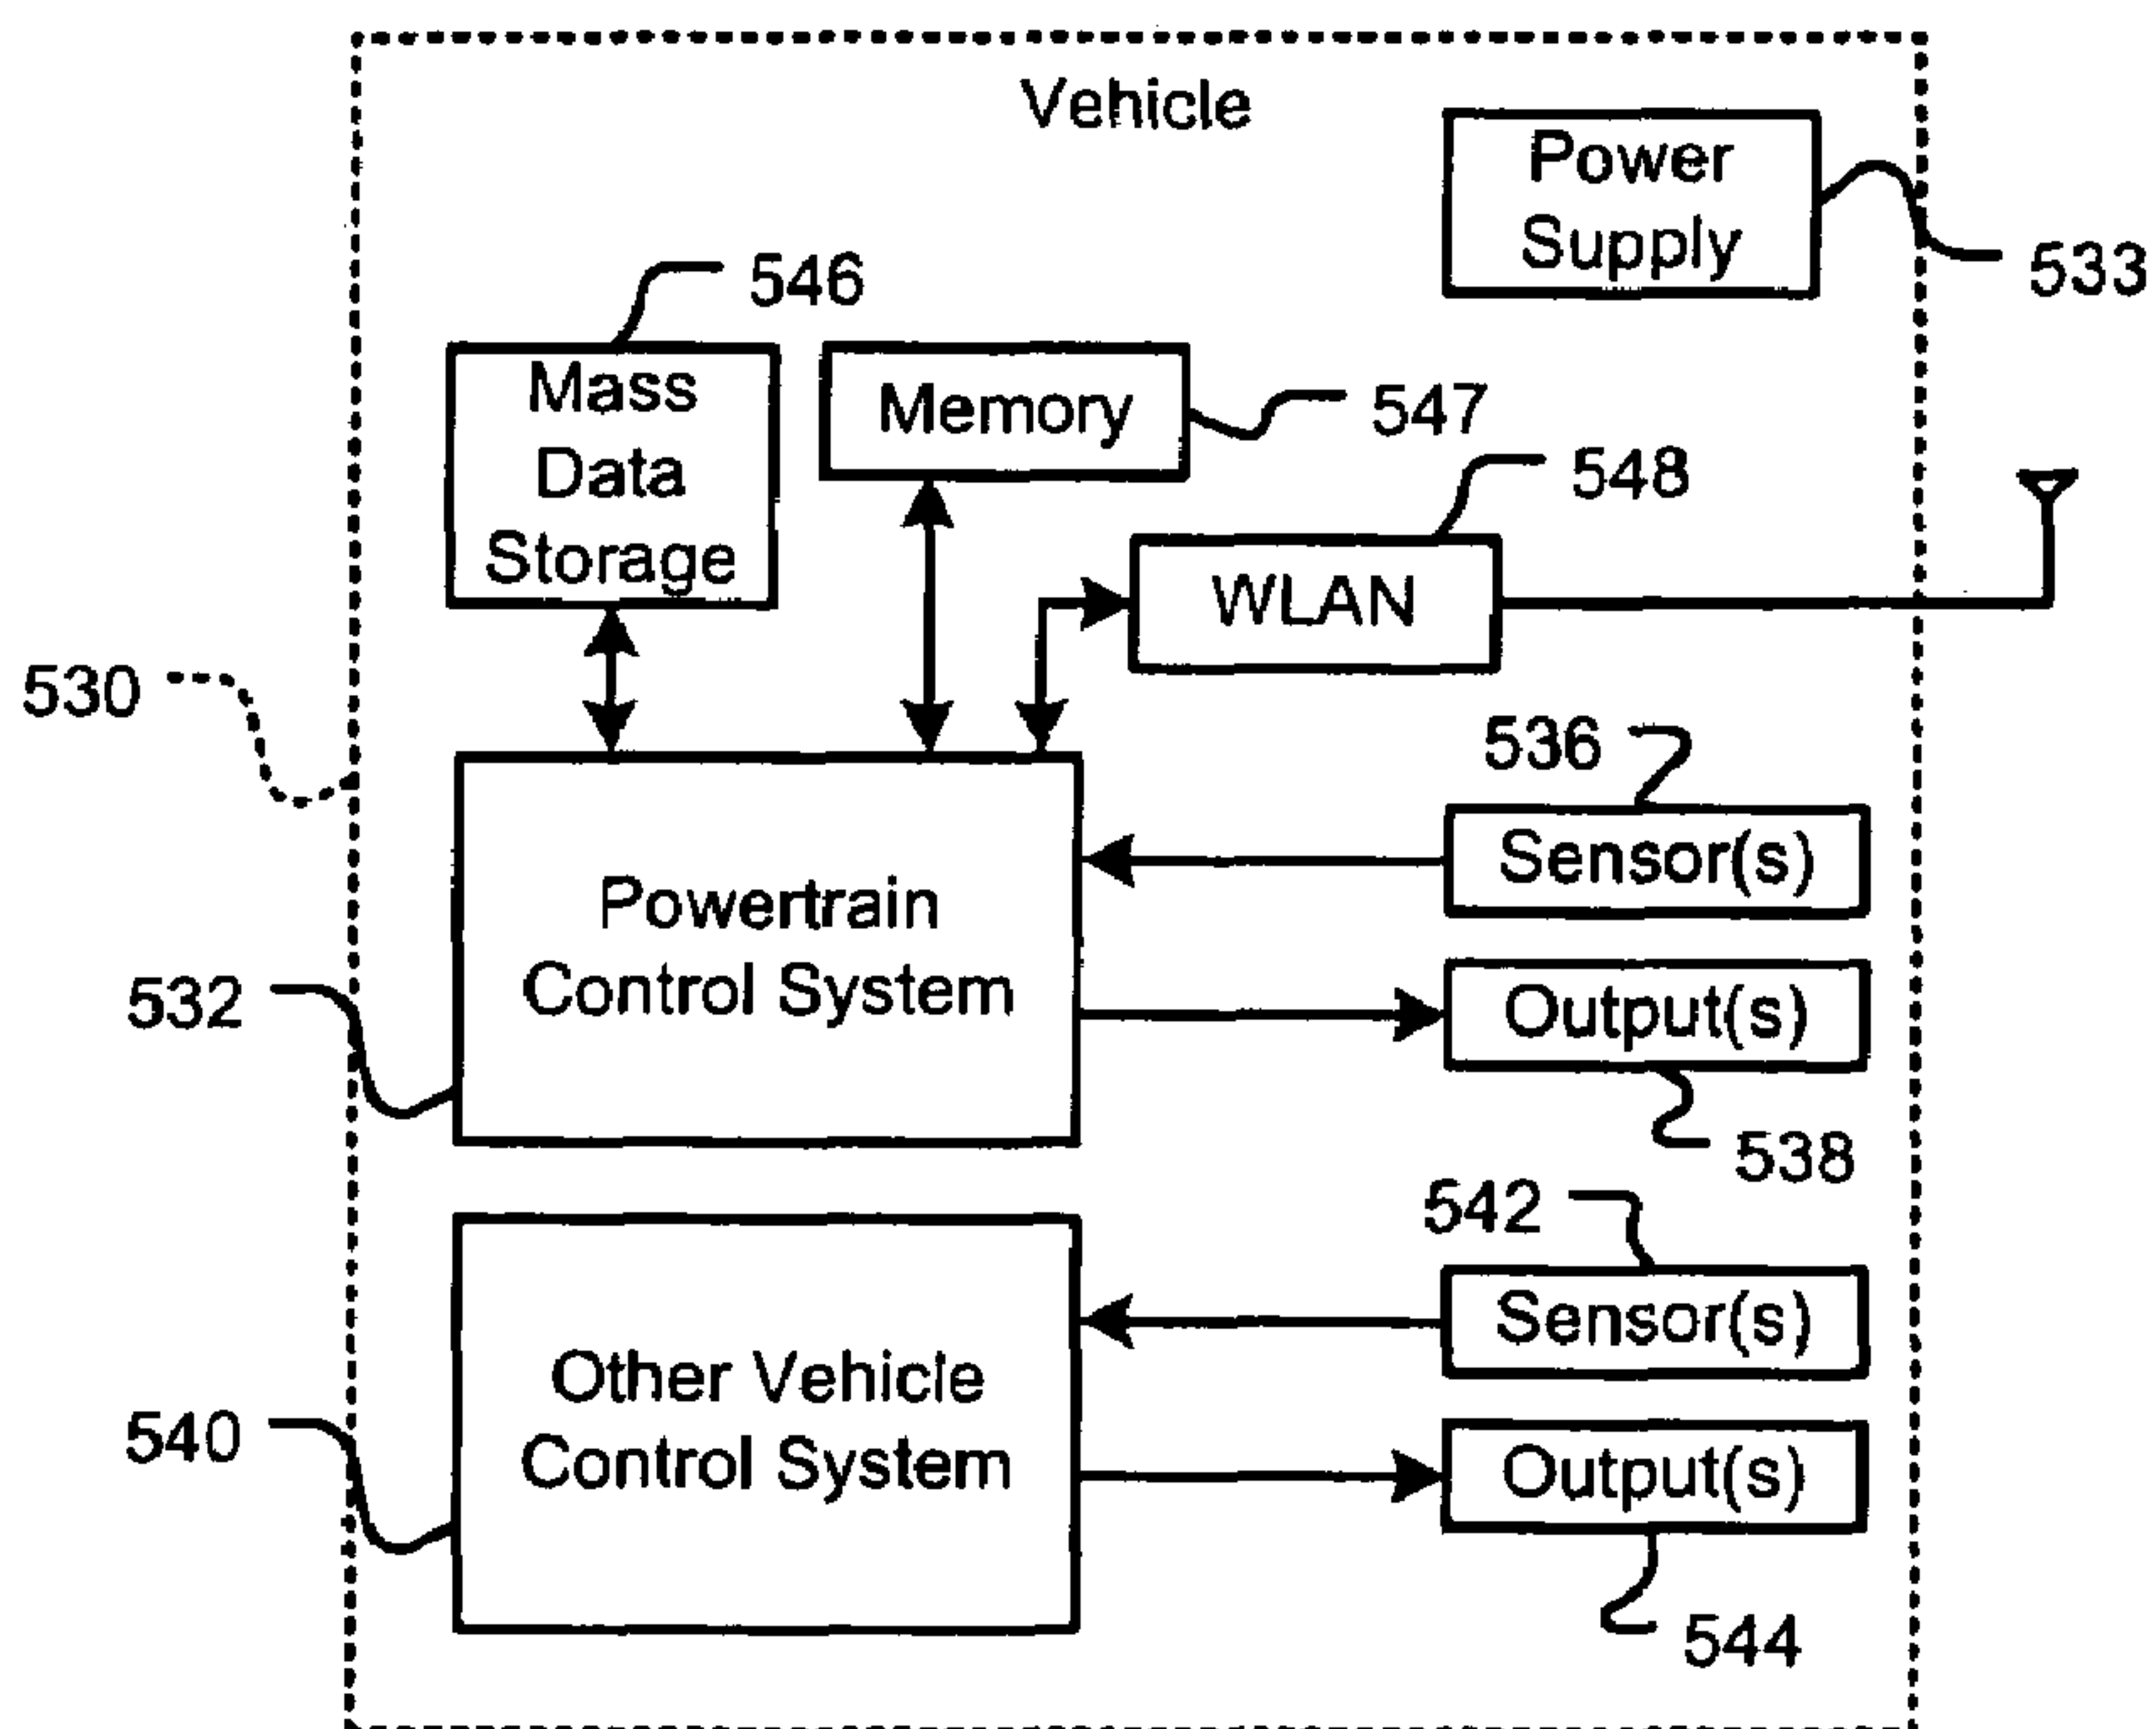 Vehicle
Power
Supply
533
546
Mass
Data
Storage
Memory
547
548
WLAN
530
536
Sensor(s)
Powertrain
Control System
532
Output(s)
538
542
Sensor(s)
Other Vehicle
Control System
540
Output(s)
544